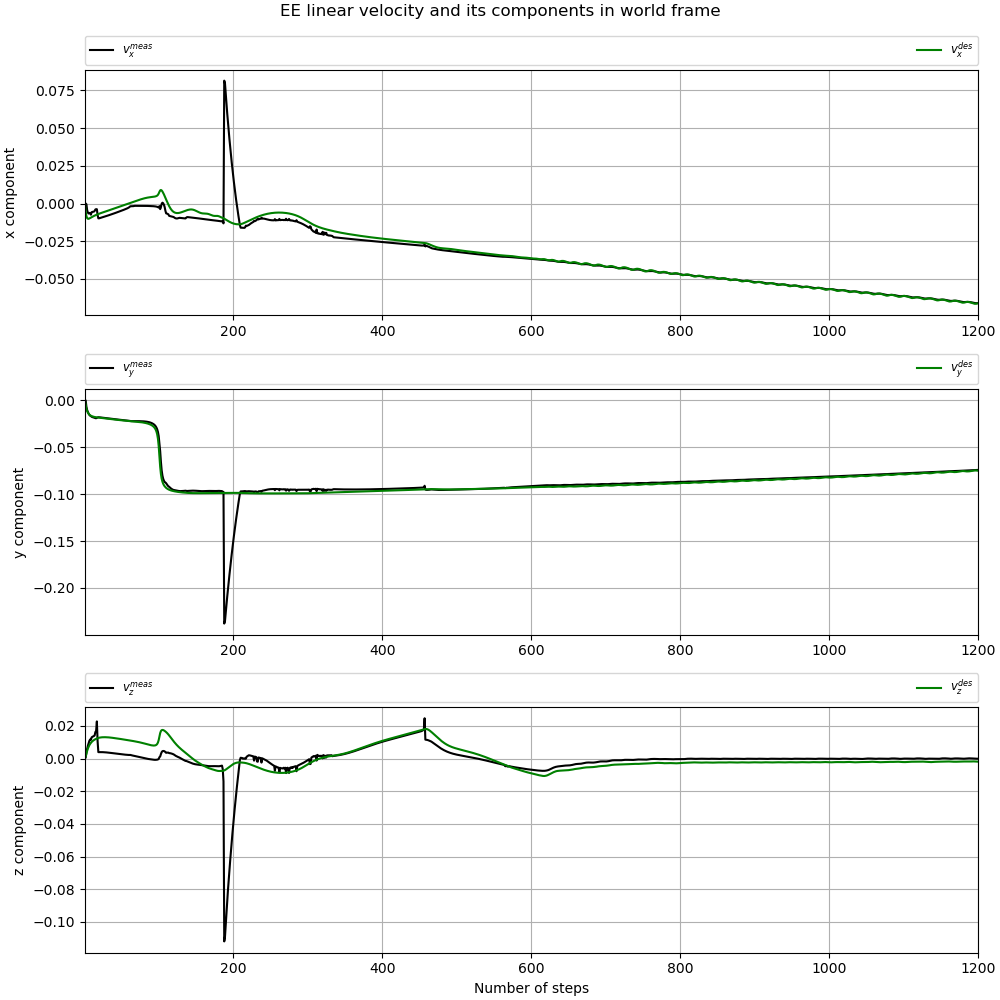 EE linear velocity and its components in world frame
v_x^{meas} v_x^{des}
0.075
0.050
0.025
0.000
−0.025
−0.050
x component
200 400 600 800 1000 1200
v_y^{meas} v_y^{des}
0.00
−0.05
−0.10
−0.15
−0.20
y component
200 400 600 800 1000 1200
v_z^{meas} v_z^{des}
0.02
0.00
−0.02
−0.04
−0.06
−0.08
−0.10
z component
200 400 600 800 1000 1200
Number of steps